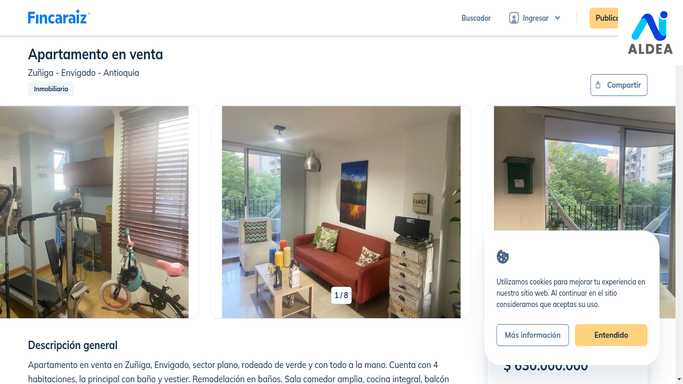 Fincaraiz
Buscador
Ingresar
Public
ALDEA
Apartamento en venta
Zuñiga - Envigado - Antioquia
Inmobiliario
Compartir
1 / 8
Utilizamos cookies para mejorar tu experiencia en
nuestro sitio web. Al continuar en el sitio
consideramos que aceptas su uso.
Más información
Entendido
$ 630.000.000
Descripción general
Apartamento en venta en Zuñiga, Envigado, sector plano, rodeado de verde y con todo a la mano. Cuenta con 4
habitaciones, la principal con baño y vestier. Remodelación en baños. Sala comedor amplia, cocina integral, balcón